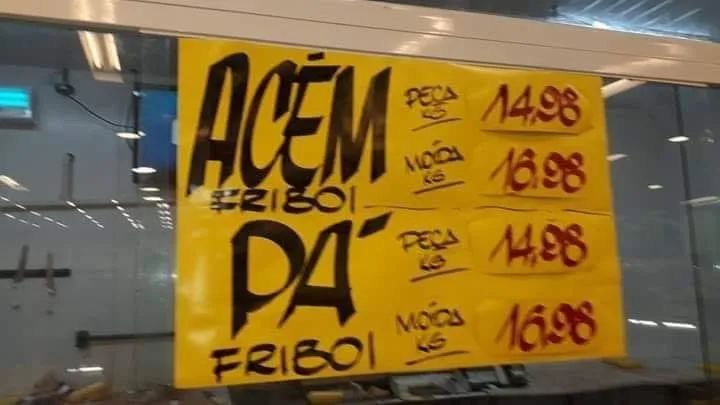 ACÉM
FRIBOI
PEÇA KG 14,98
MOÍDA KG 16,98
PÁ
FRIBOI
PEÇA KG 14,98
MOÍDA KG 16,98